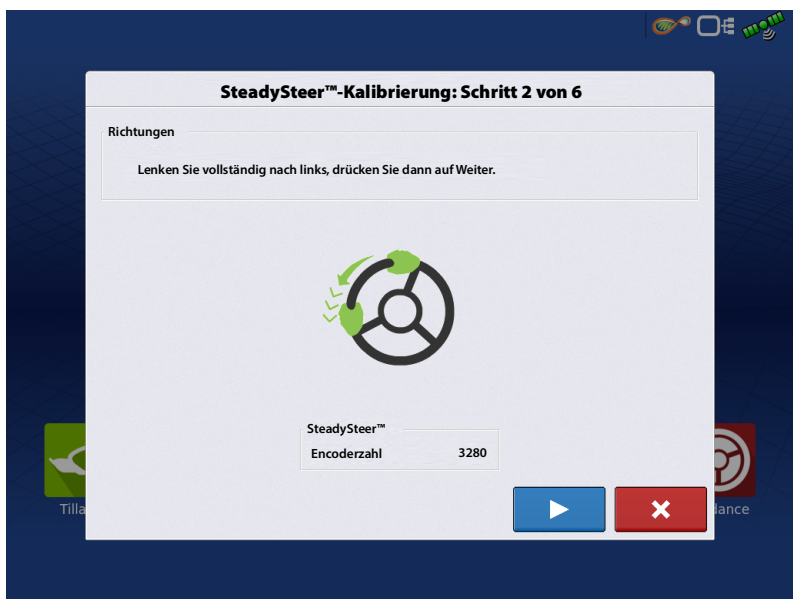 SteadySteer™-Kalibrierung: Schritt 2 von 6
Richtungen
Lenken Sie vollständig nach links, drücken Sie dann auf Weiter.
SteadySteer™
Encoderzahl 3280
Tilla
dance